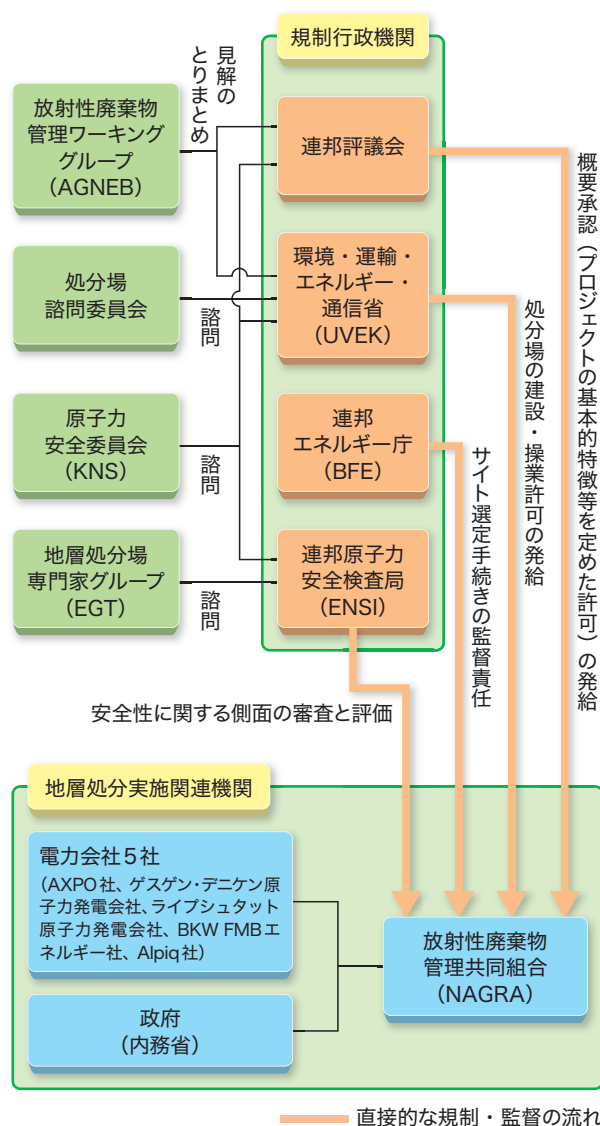 規制行政機関
見解の
とりまとめ
放射性廃棄物
管理ワーキング
グループ
(AGNEB)
連邦評議会
処分場
諮問委員会
諮問
環境・運輸・
エネルギー・
通信省
(UVEK)
原子力
安全委員会
(KNS)
諮問
連邦
エネルギー庁
(BFE)
地層処分場
専門家グループ
(EGT)
諮問
連邦原子力
安全検査局
(ENSI)
概要承認（プロジェクトの基本的特徴等を定めた許可）の発給
処分場の建設・操業許可の発給
サイト選定手続きの監督責任
安全性に関する側面の審査と評価
地層処分実施関連機関
電力会社5社
(AXPO社、ゲスゲン・デニケン原
子力発電会社、ライプシュタット
原子力発電会社、BKW FMBエ
ネルギー社、Alpiq社)
政府
(内務省)
放射性廃棄物
管理共同組合
(NAGRA)
直接的な規制・監督の流れ